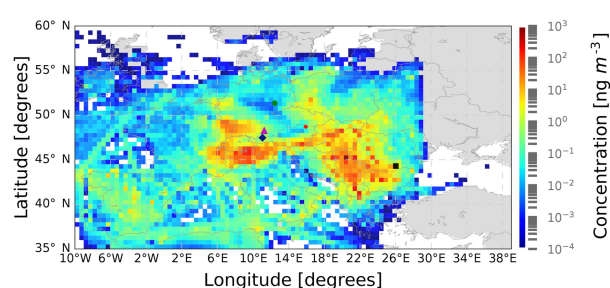 60° N
55° N
50° N
45° N
40° N
35° N
Latitude [degrees]
10°W 6°W 2°W 2°E 6°E 10°E 14°E 18°E 22°E 26°E 30°E 34°E 38°E
Longitude [degrees]
10³
10²
10¹
10⁰
10⁻¹
10⁻²
10⁻³
10⁻⁴
Concentration [ng m⁻³]